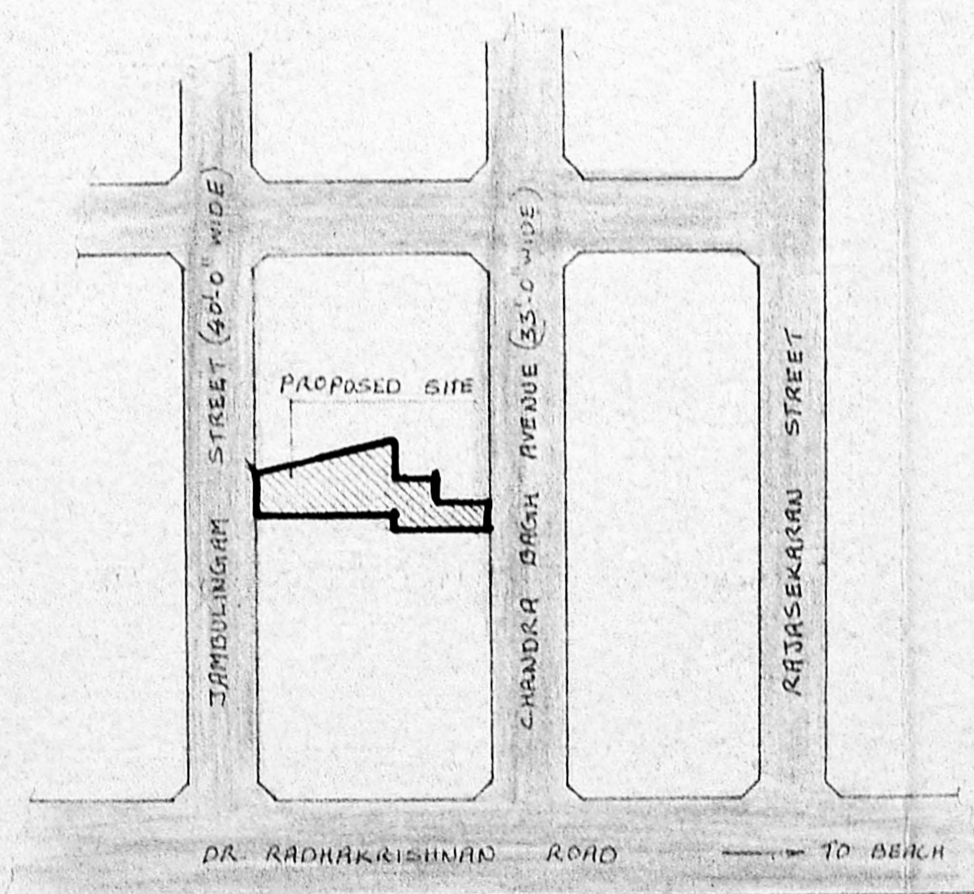 PROPOSED SITE
JAMBULINGAM STREET (40'-0" WIDE)
CHANDRA BAGH AVENUE (33'-0" WIDE)
RAJASEKARAN STREET
DR. RADHAKRISHNAN ROAD
TO BEACH